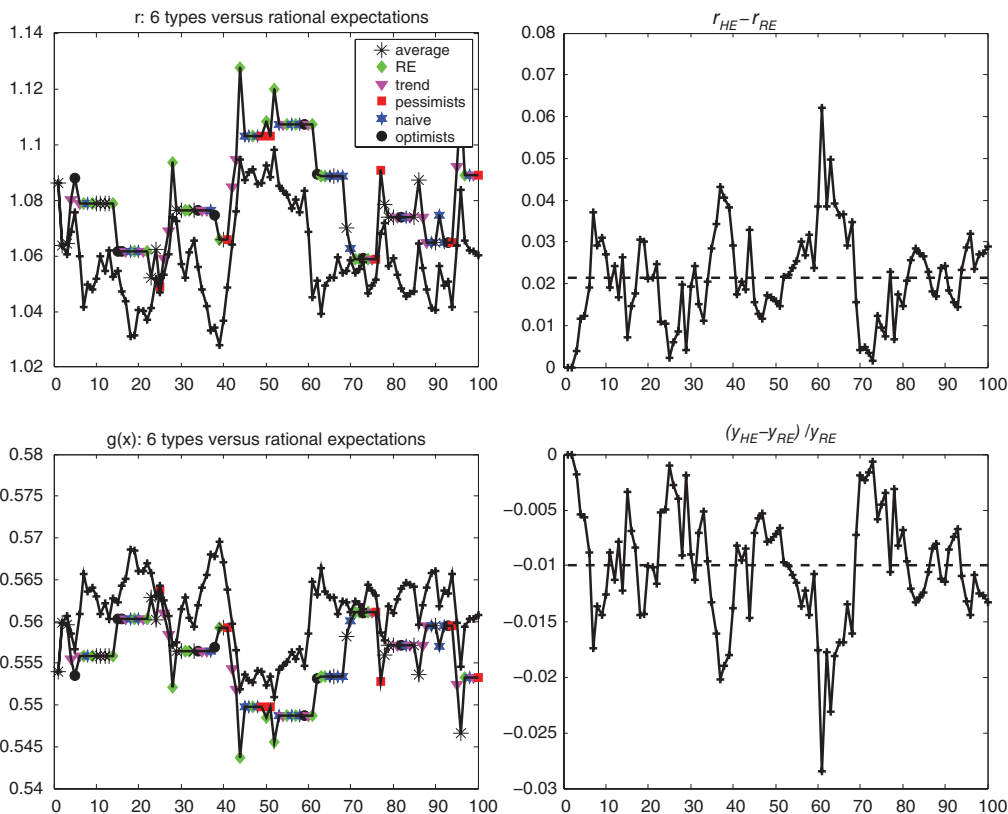 r: 6 types versus rational expectations
1.14
1.12
1.1
1.08
1.06
1.04
1.02
0 10 20 30 40 50 60 70 80 90 100
average
RE
trend
pessimists
naive
optimists
r_HE – r_RE
0.08
0.07
0.06
0.05
0.04
0.03
0.02
0.01
0
0 10 20 30 40 50 60 70 80 90 100
g(x): 6 types versus rational expectations
0.58
0.575
0.57
0.565
0.56
0.555
0.55
0.545
0.54
0 10 20 30 40 50 60 70 80 90 100
(y_HE–y_RE) /y_RE
0
−0.005
−0.01
−0.015
−0.02
−0.025
−0.03
0 10 20 30 40 50 60 70 80 90 100